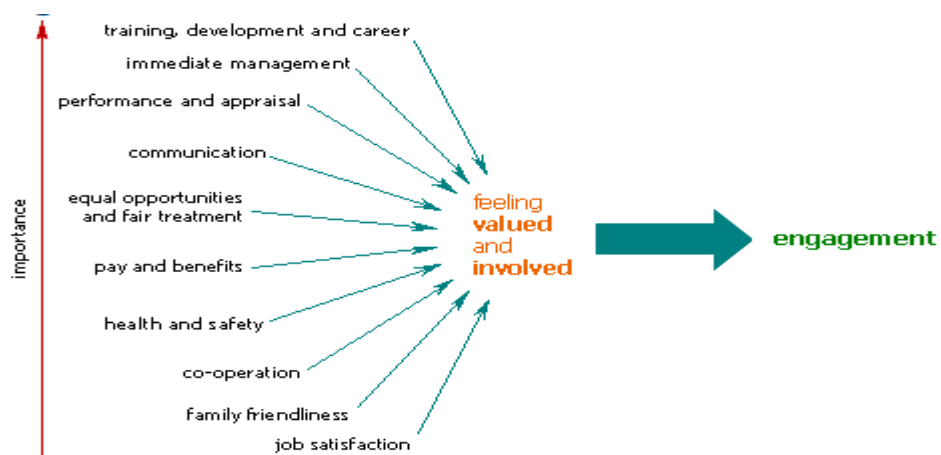 training, development and career
immediate management
performance and appraisal
communication
equal opportunities
and fair treatment
pay and benefits
health and safety
co-operation
family friendliness
job satisfaction
importance
feeling
valued
and
involved
engagement